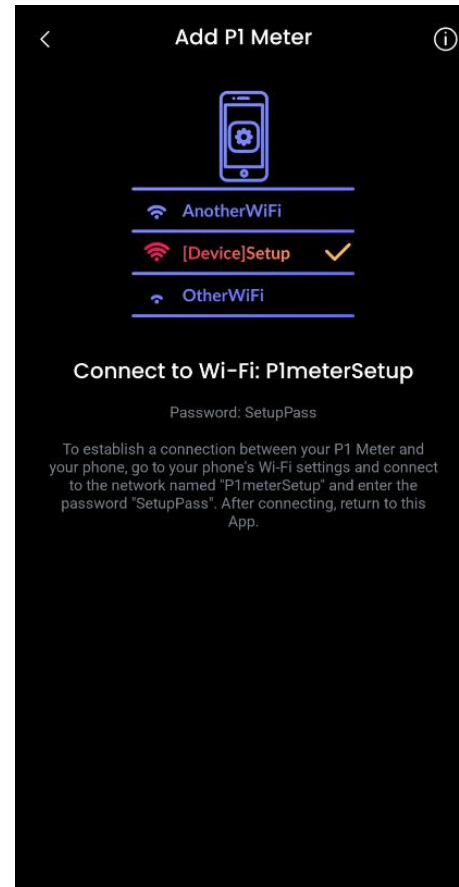 Add P1 Meter
AnotherWiFi
[Device]Setup
OtherWiFi
Connect to Wi-Fi: P1meterSetup
Password: SetupPass
To establish a connection between your P1 Meter and
your phone, go to your phone's Wi-Fi settings and connect
to the network named "P1meterSetup" and enter the
password "SetupPass". After connecting, return to this
App.